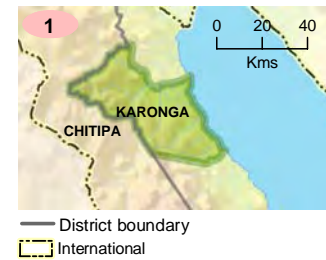 1
0 20 40
Kms
KARONGA
CHITIPA
District boundary
International